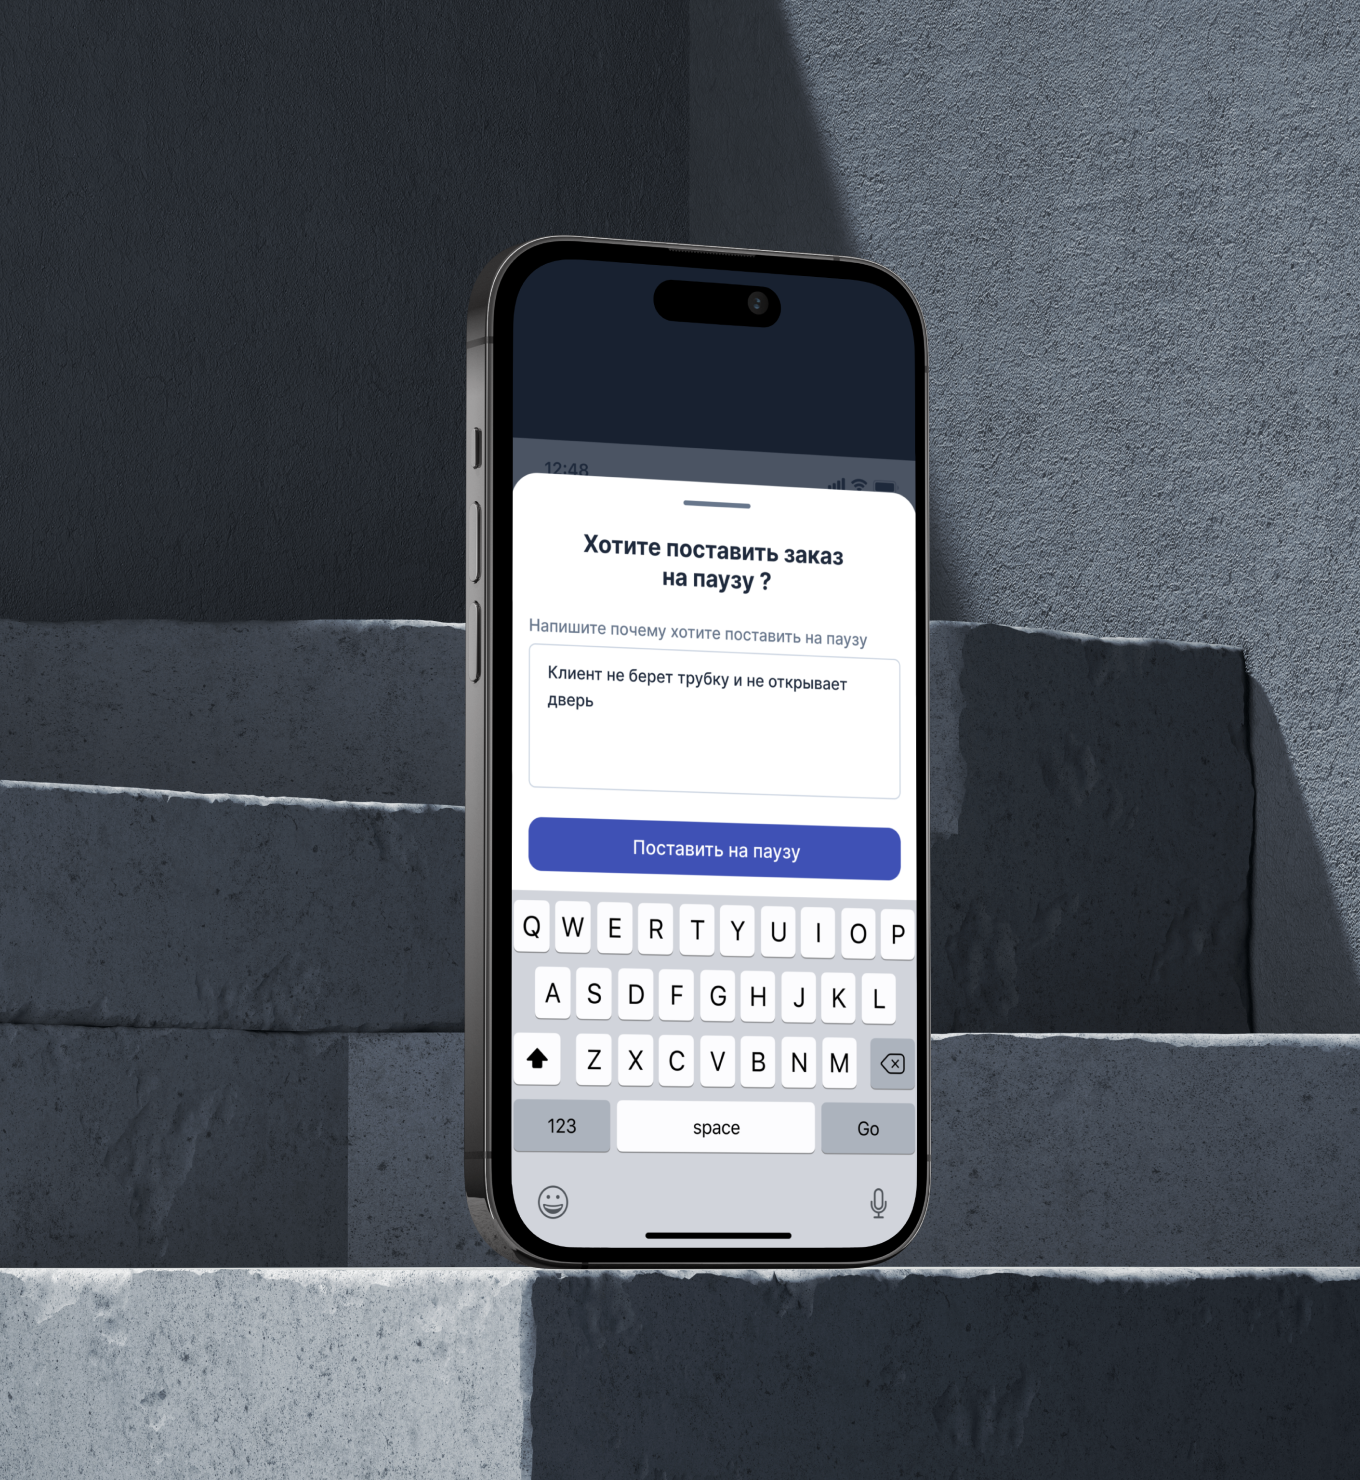 12:48
Хотите поставить заказ
на паузу ?
Напишите почему хотите поставить на паузу
Клиент не берет трубку и не открывает
дверь
Поставить на паузу
Q W E R T Y U I O P
A S D F G H J K L
Z X C V B N M
123 space Go